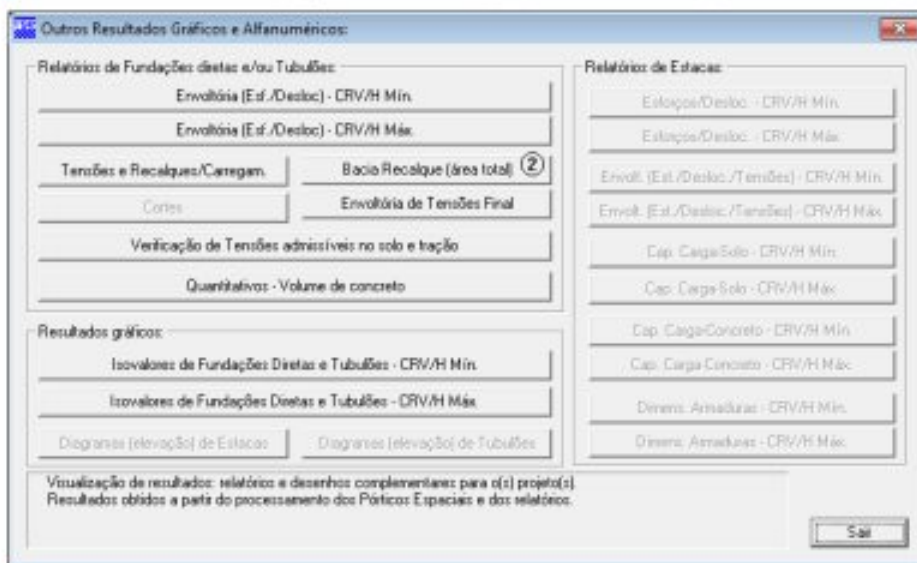 Outros Resultados Gráficos e Alfanuméricos:
Relatórios de Fundações diretas e/ou Tubulões:
Envoltória (Esf./Desloc) - CRV/H Mín.
Envoltória (Esf./Desloc) - CRV/H Máx.
Tensões e Recalques/Carregam.
Bacia Recalque (área total) 2
Cortes
Envoltória de Tensões Final
Verificação de Tensões admissíveis no solo e tração
Quantitativos - Volume de concreto
Resultados gráficos:
Isovalores de Fundações Diretas e Tubulões - CRV/H Mín.
Isovalores de Fundações Diretas e Tubulões - CRV/H Máx.
Diagramas (elevação) de Estacas
Diagramas (elevação) de Tubulões
Relatórios de Estacas
Esforços/Desloc. - CRV/H Mín.
Esforços/Desloc. - CRV/H Máx.
Envolt. (Esf./Desloc./Tensões) - CRV/H Mín.
Envolt. (Esf./Desloc./Tensões) - CRV/H Máx.
Cap. Carga-Solo - CRV/H Mín.
Cap. Carga-Solo - CRV/H Máx.
Cap. Carga-Concreto - CRV/H Mín.
Cap. Carga-Concreto - CRV/H Máx.
Dimens. Armaduras - CRV/H Mín.
Dimens. Armaduras - CRV/H Máx.
Visualização de resultados: relatórios e desenhos complementares para o(s) projeto(s).
Resultados obtidos a partir do processamento dos Pórticos Espaciais e dos relatórios.
Sair